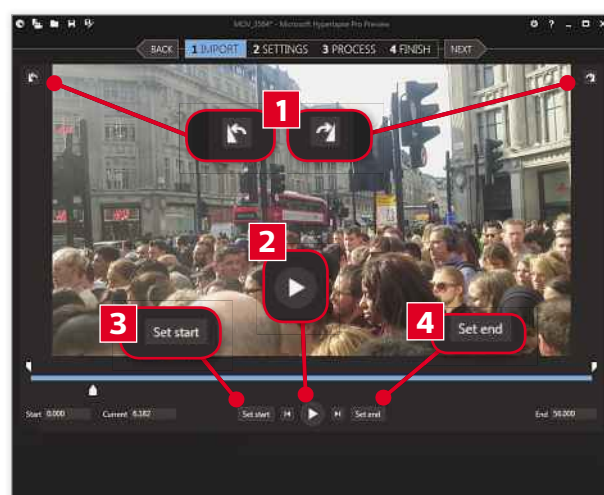 MOV_3564* - Microsoft Hyperlapse Pro Preview
?
BACK 1 IMPORT 2 SETTINGS 3 PROCESS 4 FINISH NEXT
1
2
3
Set start
4
Set end
Start 0.000 Current 6.182 Set start Set end End 50.000